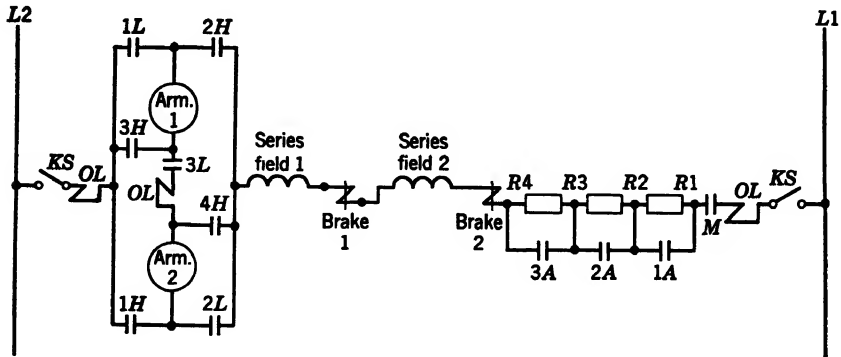 L2
L1
1L
2H
Arm.
1
3H
3L
KS
OL
OL
4H
Arm.
2
1H
2L
Series
field 1
Brake
1
Series
field 2
Brake
2
R4
R3
R2
R1
OL
KS
M
3A
2A
1A